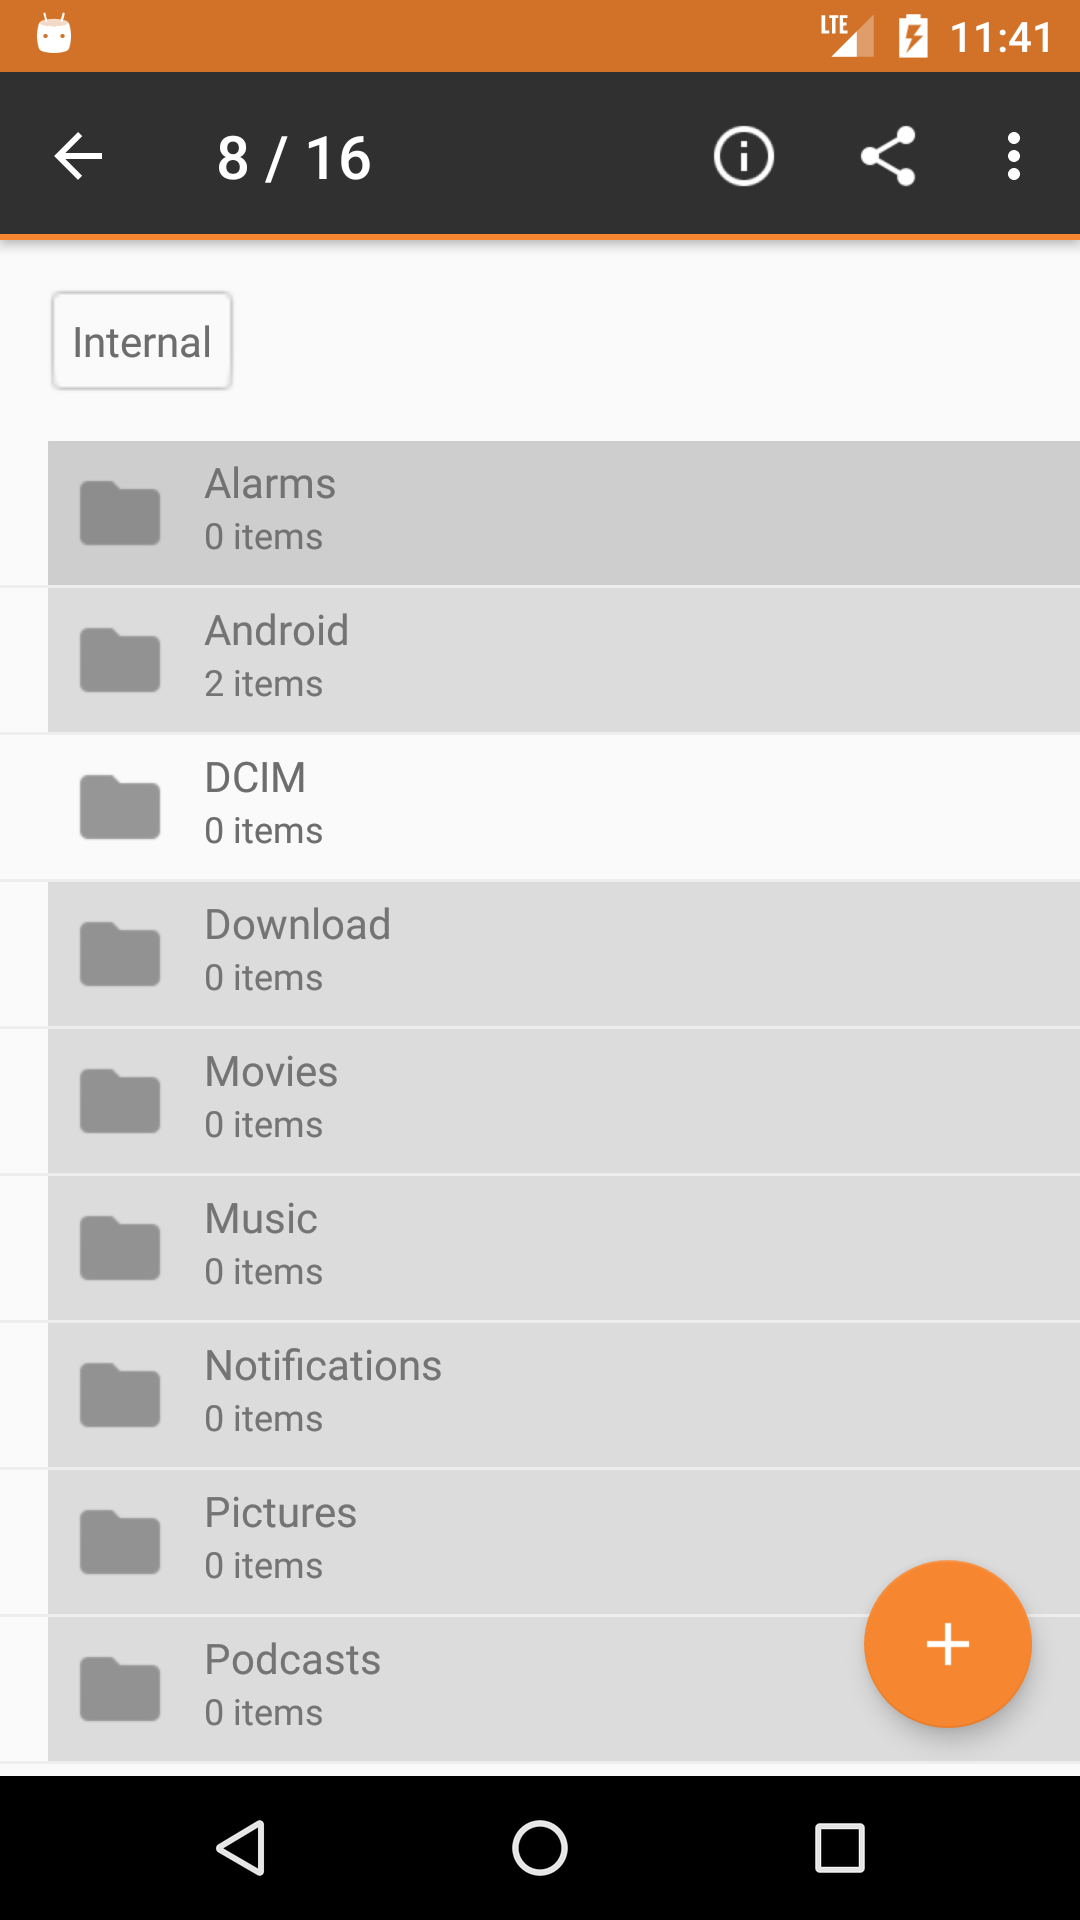 LTE 11:41
8 / 16
Internal
Alarms
0 items
Android
2 items
DCIM
0 items
Download
0 items
Movies
0 items
Music
0 items
Notifications
0 items
Pictures
0 items
Podcasts
0 items